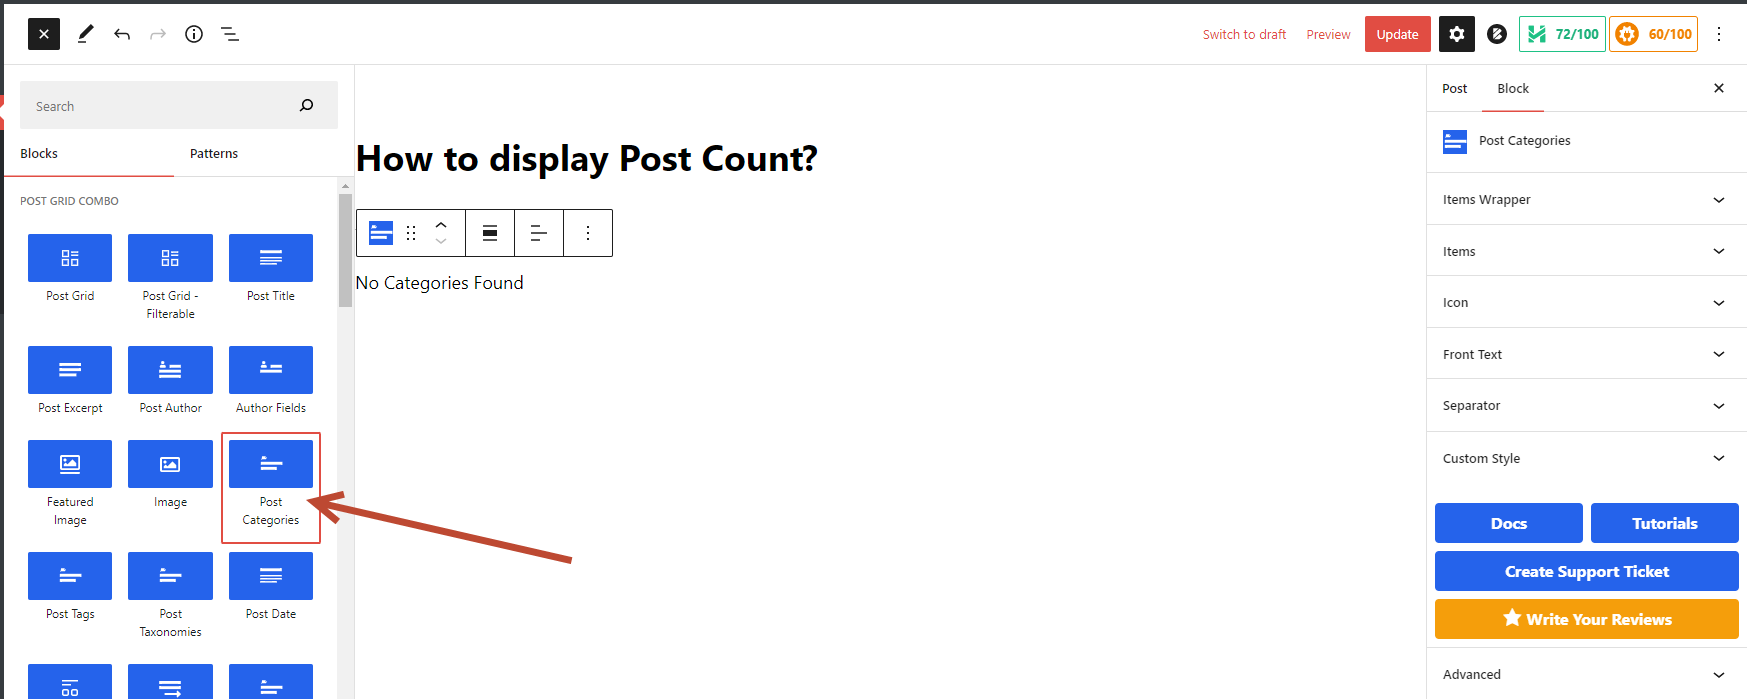 Switch to draft
Preview
Update
72/100
60/100
Search
Blocks
Patterns
POST GRID COMBO
Post Grid
Post Grid -
Filterable
Post Title
Post Excerpt
Post Author
Author Fields
Featured
Image
Image
Post
Categories
Post Tags
Post
Taxonomies
Post Date
How to display Post Count?
No Categories Found
Post
Block
Post Categories
Items Wrapper
Items
Icon
Front Text
Separator
Custom Style
Docs
Tutorials
Create Support Ticket
Write Your Reviews
Advanced